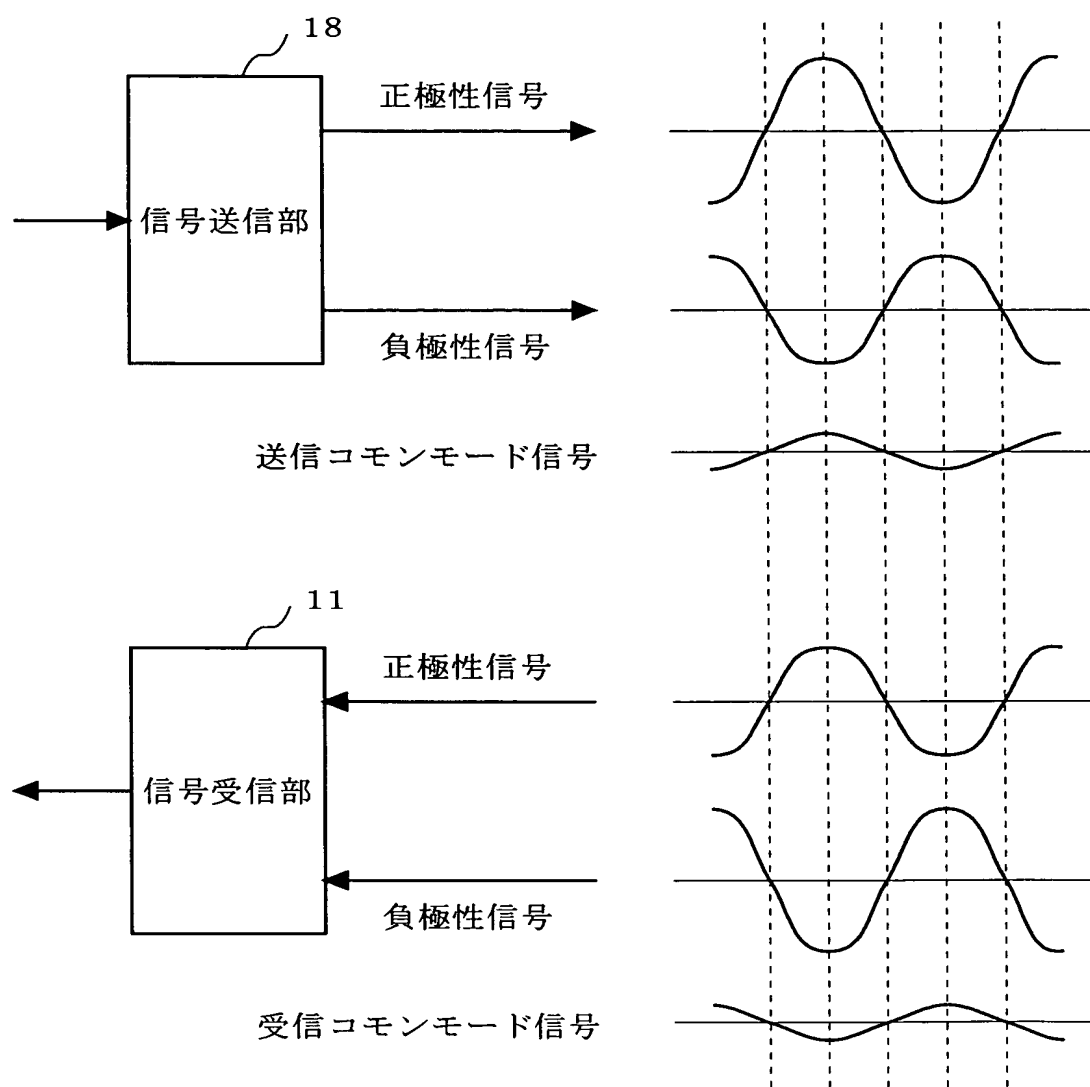 18
正極性信号
信号送信部
負極性信号
送信コモンモード信号
11
正極性信号
信号受信部
負極性信号
受信コモンモード信号